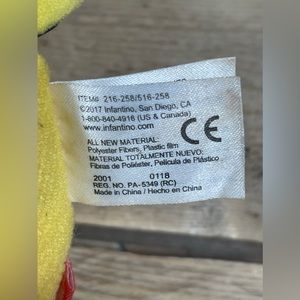 ITEM# 216-258/516-258
©2017 Infantino, San Diego, CA
1-800-840-4916 (US & Canada)
www.infantino.com
CE
ALL NEW MATERIAL:
Polyester Fibers, Plastic film
MATERIAL TOTALMENTE NUEVO:
Fibras de Poliéster, Película de Plástico
2001 0118
REG. NO. PA-5349 (RC)
Made in China / Hecho en China